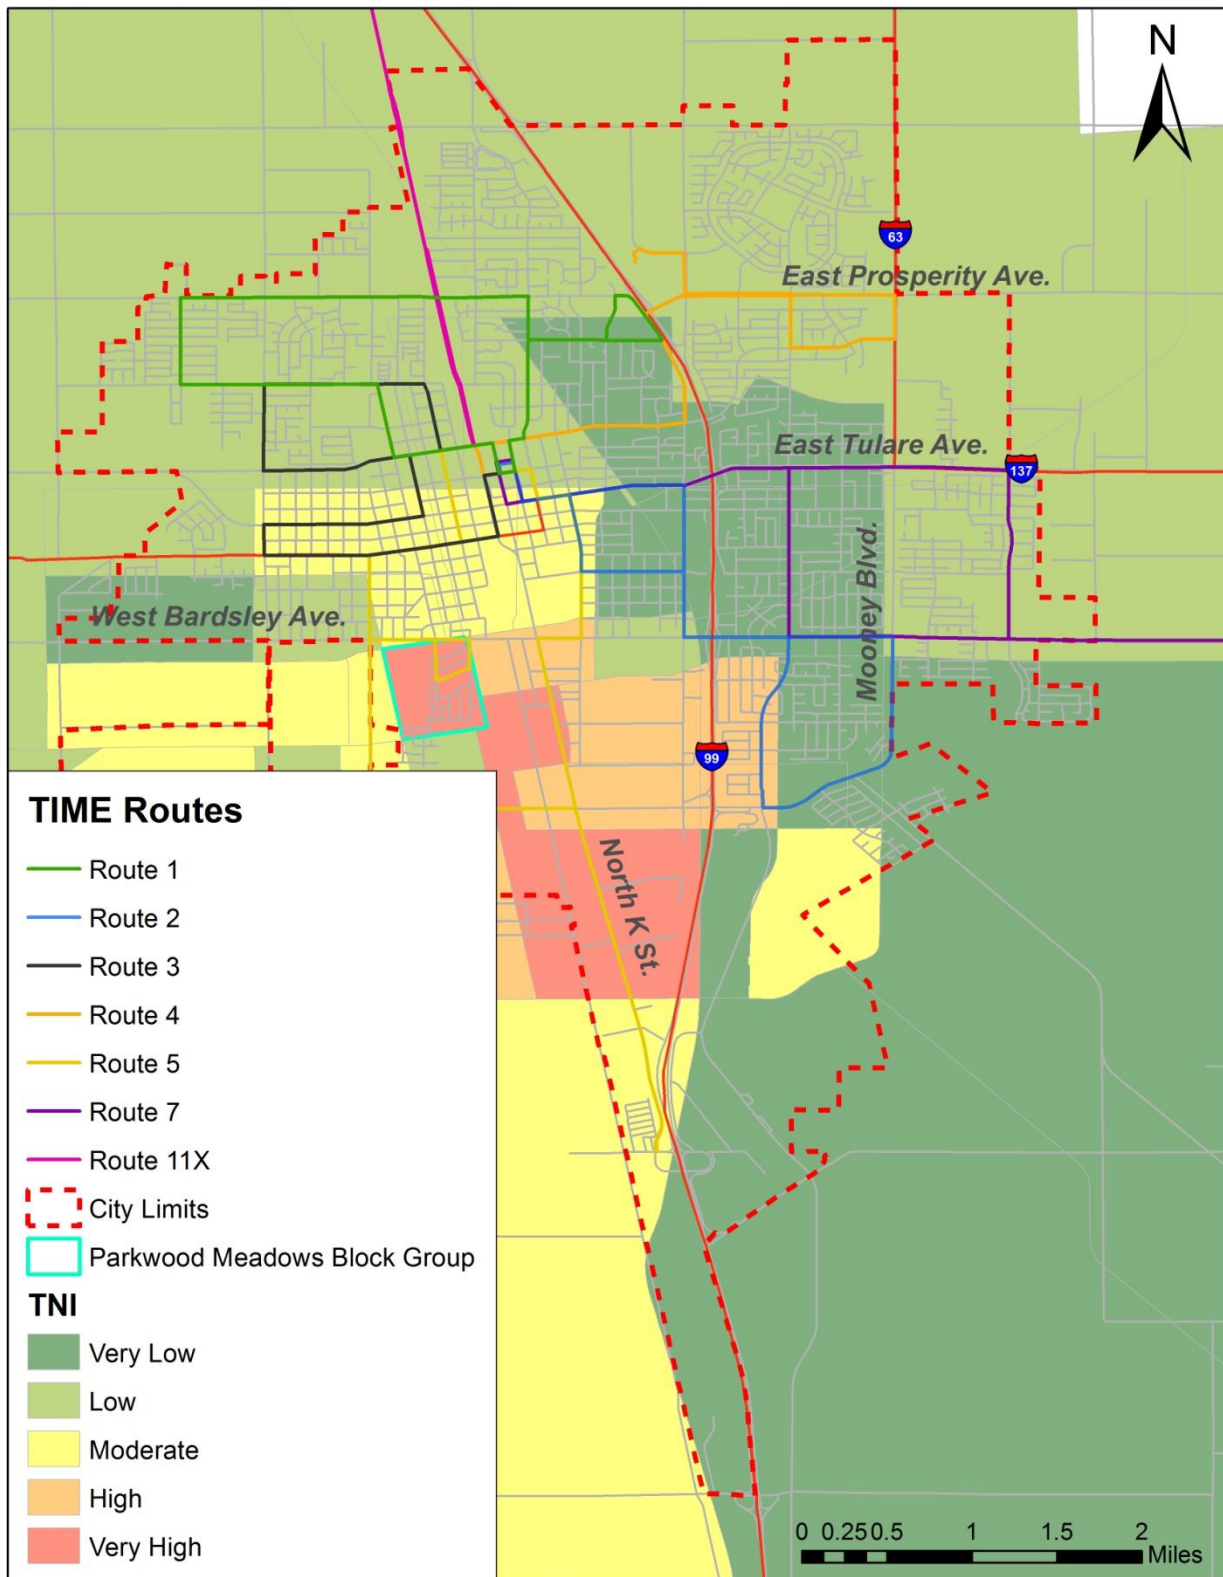 N
63
East Prosperity Ave.
East Tulare Ave.
137
Mooney Blvd.
West Bardsley Ave.
99
North K St.
TIME Routes
Route 1
Route 2
Route 3
Route 4
Route 5
Route 7
Route 11X
City Limits
Parkwood Meadows Block Group
TNI
Very Low
Low
Moderate
High
Very High
0 0.25 0.5 1 1.5 2
Miles